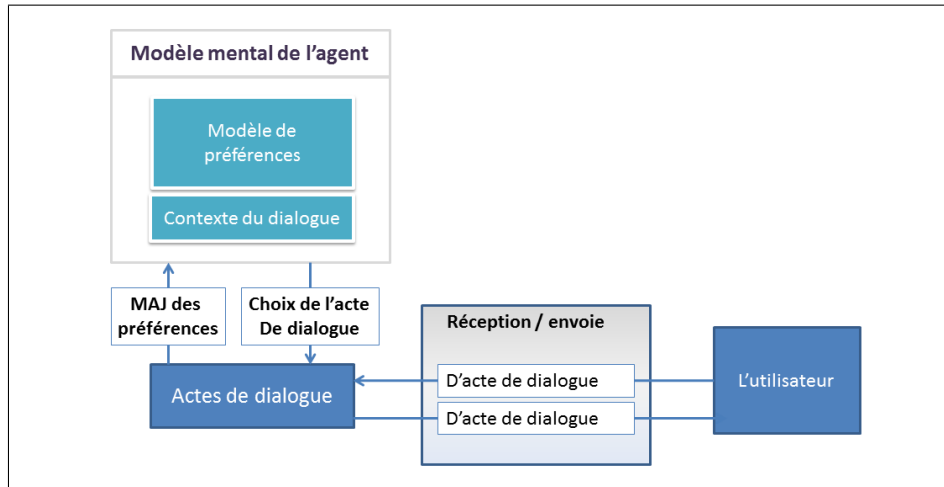 Modèle mental de l'agent
Modèle de
préférences
Contexte du dialogue
MAJ des
préférences
Choix de l'acte
De dialogue
Réception / envoie
D'acte de dialogue
D'acte de dialogue
Actes de dialogue
L'utilisateur